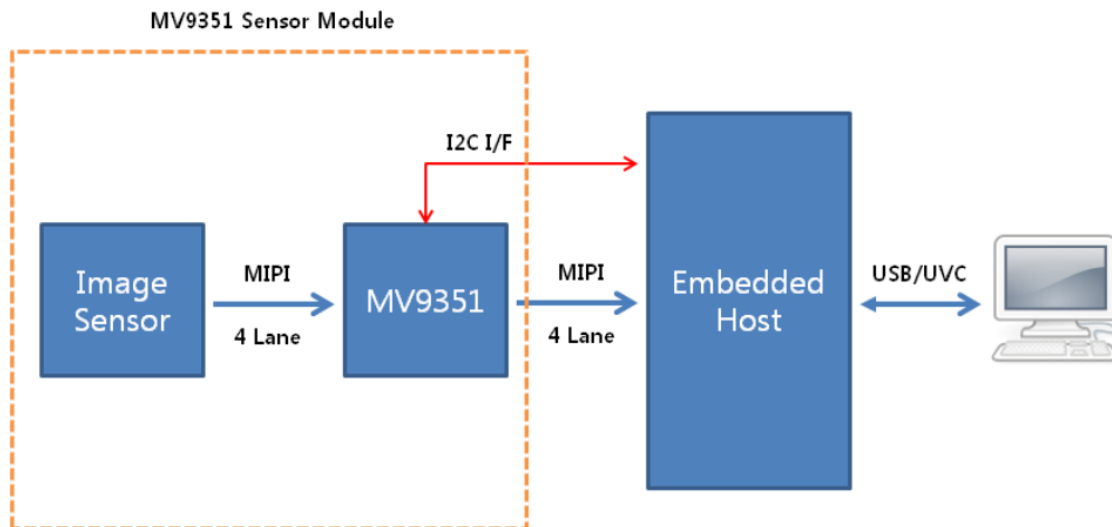 MV9351 Sensor Module
I2C I/F
Image
Sensor
MIPI
4 Lane
MV9351
MIPI
4 Lane
Embedded
Host
USB/UVC